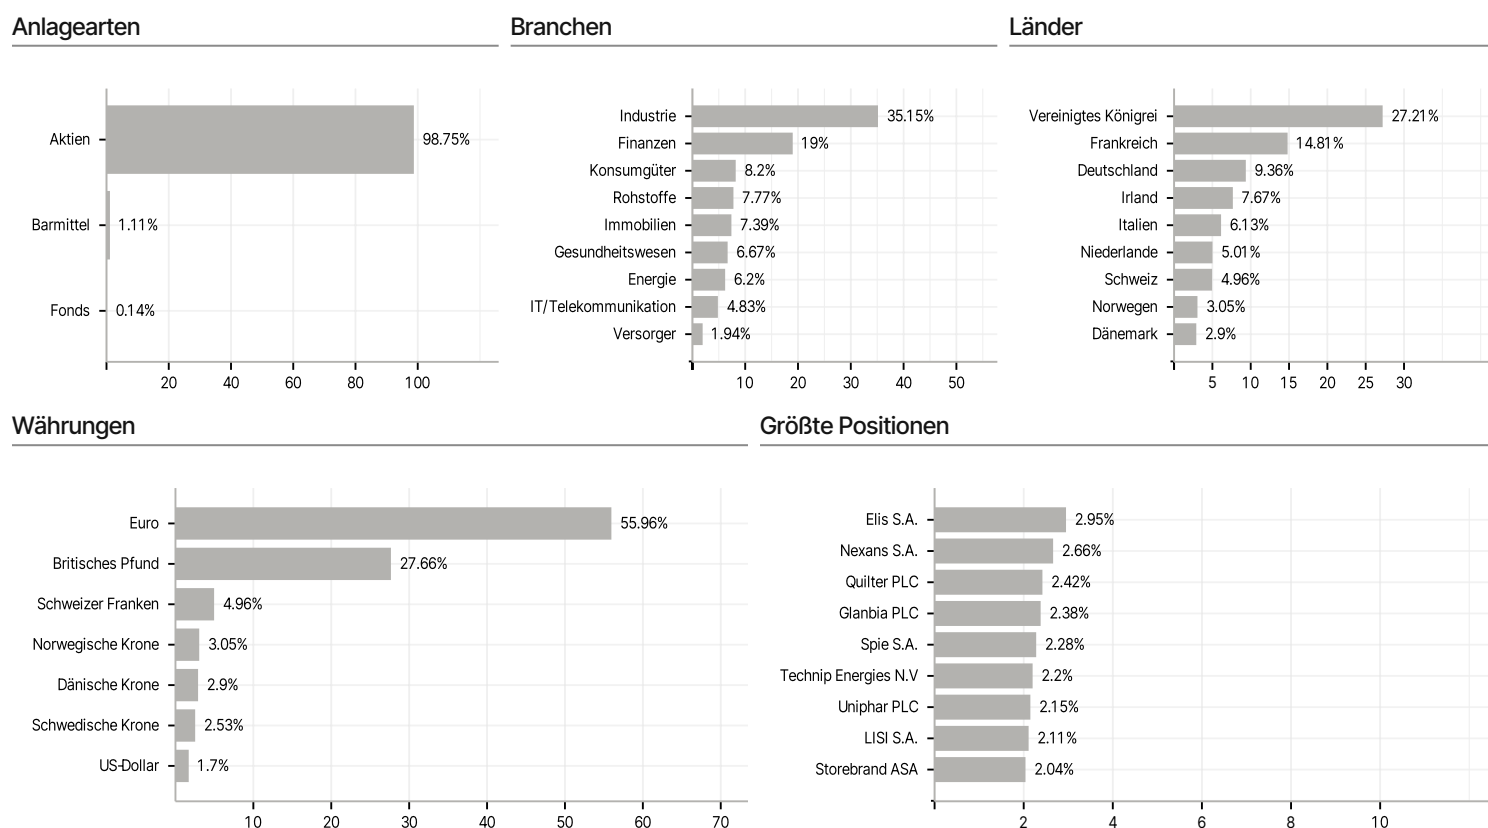 Anlagearten
Aktien 98.75%
Barmittel 1.11%
Fonds 0.14%
20 40 60 80 100
Branchen
Industrie 35.15%
Finanzen 19%
Konsumgüter 8.2%
Rohstoffe 7.77%
Immobilien 7.39%
Gesundheitswesen 6.67%
Energie 6.2%
IT/Telekommunikation 4.83%
Versorger 1.94%
10 20 30 40 50
Länder
Vereinigtes Königrei 27.21%
Frankreich 14.81%
Deutschland 9.36%
Irland 7.67%
Italien 6.13%
Niederlande 5.01%
Schweiz 4.96%
Norwegen 3.05%
Dänemark 2.9%
5 10 15 20 25 30
Währungen
Euro 55.96%
Britisches Pfund 27.66%
Schweizer Franken 4.96%
Norwegische Krone 3.05%
Dänische Krone 2.9%
Schwedische Krone 2.53%
US-Dollar 1.7%
10 20 30 40 50 60 70
Größte Positionen
Elis S.A. 2.95%
Nexans S.A. 2.66%
Quilter PLC 2.42%
Glanbia PLC 2.38%
Spie S.A. 2.28%
Technip Energies N.V 2.2%
Uniphar PLC 2.15%
LISI S.A. 2.11%
Storebrand ASA 2.04%
2 4 6 8 10